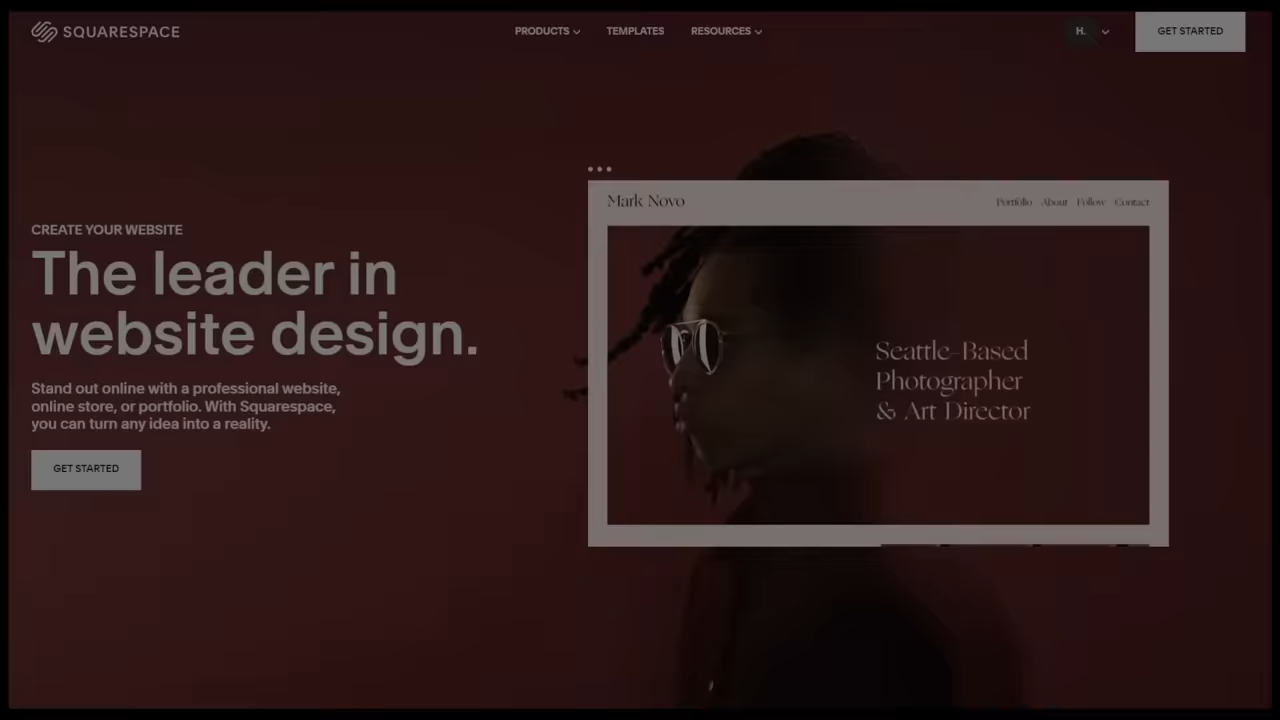 SQUARESPACE
PRODUCTS
TEMPLATES
RESOURCES
H.
GET STARTED
CREATE YOUR WEBSITE
The leader in
website design.
Stand out online with a professional website,
online store, or portfolio. With Squarespace,
you can turn any idea into a reality.
GET STARTED
Mark Novo
Portfolio
About
Follow
Contact
Seattle-Based
Photographer
& Art Director